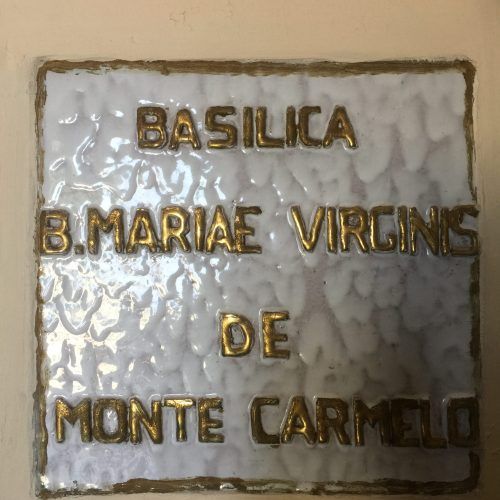 BASILICA
B.MARIAE VIRGINIS
DE
MONTE CARMELO